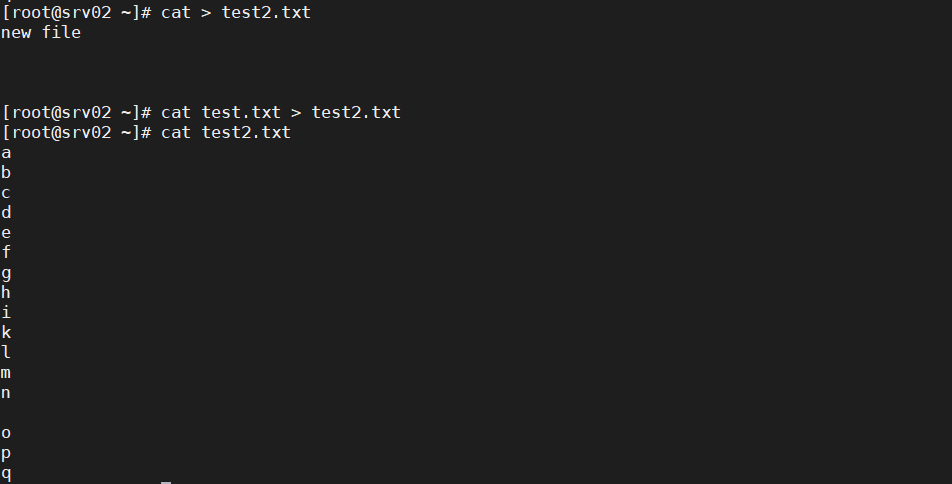 [root@srv02 ~]# cat > test2.txt
new file
[root@srv02 ~]# cat test.txt > test2.txt
[root@srv02 ~]# cat test2.txt
a
b
c
d
e
f
g
h
i
k
l
m
n
o
p
q